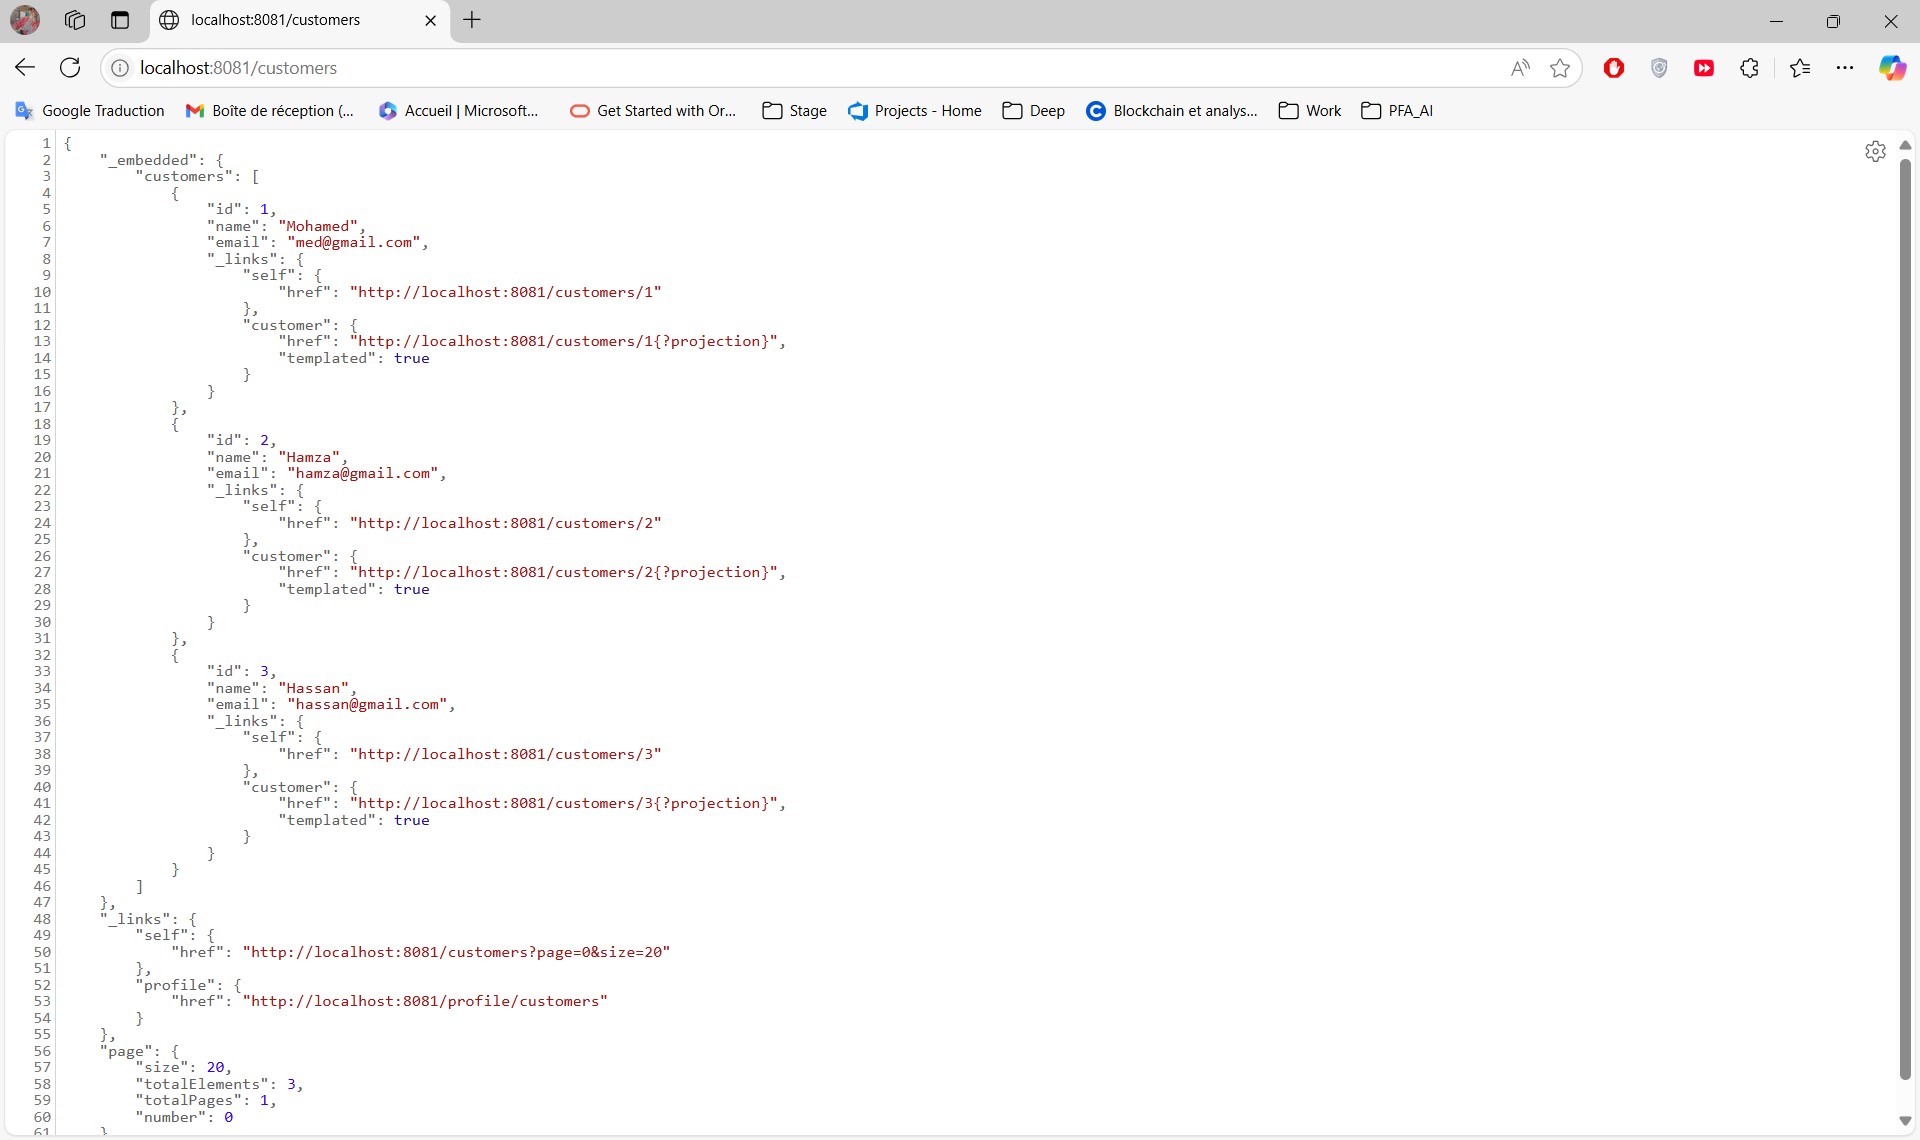 localhost:8081/customers
localhost:8081/customers
Google Traduction Boîte de réception (... Accueil | Microsoft... Get Started with Or... Stage Projects - Home Deep Blockchain et analys... Work PFA_AI
1 {
2 "_embedded": {
3 "customers": [
4 {
5 "id": 1,
6 "name": "Mohamed",
7 "email": "med@gmail.com",
8 "_links": {
9 "self": {
10 "href": "http://localhost:8081/customers/1"
11 },
12 "customer": {
13 "href": "http://localhost:8081/customers/1{?projection}",
14 "templated": true
15 }
16 }
17 },
18 {
19 "id": 2,
20 "name": "Hamza",
21 "email": "hamza@gmail.com",
22 "_links": {
23 "self": {
24 "href": "http://localhost:8081/customers/2"
25 },
26 "customer": {
27 "href": "http://localhost:8081/customers/2{?projection}",
28 "templated": true
29 }
30 }
31 },
32 {
33 "id": 3,
34 "name": "Hassan",
35 "email": "hassan@gmail.com",
36 "_links": {
37 "self": {
38 "href": "http://localhost:8081/customers/3"
39 },
40 "customer": {
41 "href": "http://localhost:8081/customers/3{?projection}",
42 "templated": true
43 }
44 }
45 }
46 ]
47 },
48 "_links": {
49 "self": {
50 "href": "http://localhost:8081/customers?page=0&size=20"
51 },
52 "profile": {
53 "href": "http://localhost:8081/profile/customers"
54 }
55 },
56 "page": {
57 "size": 20,
58 "totalElements": 3,
59 "totalPages": 1,
60 "number": 0
61 }